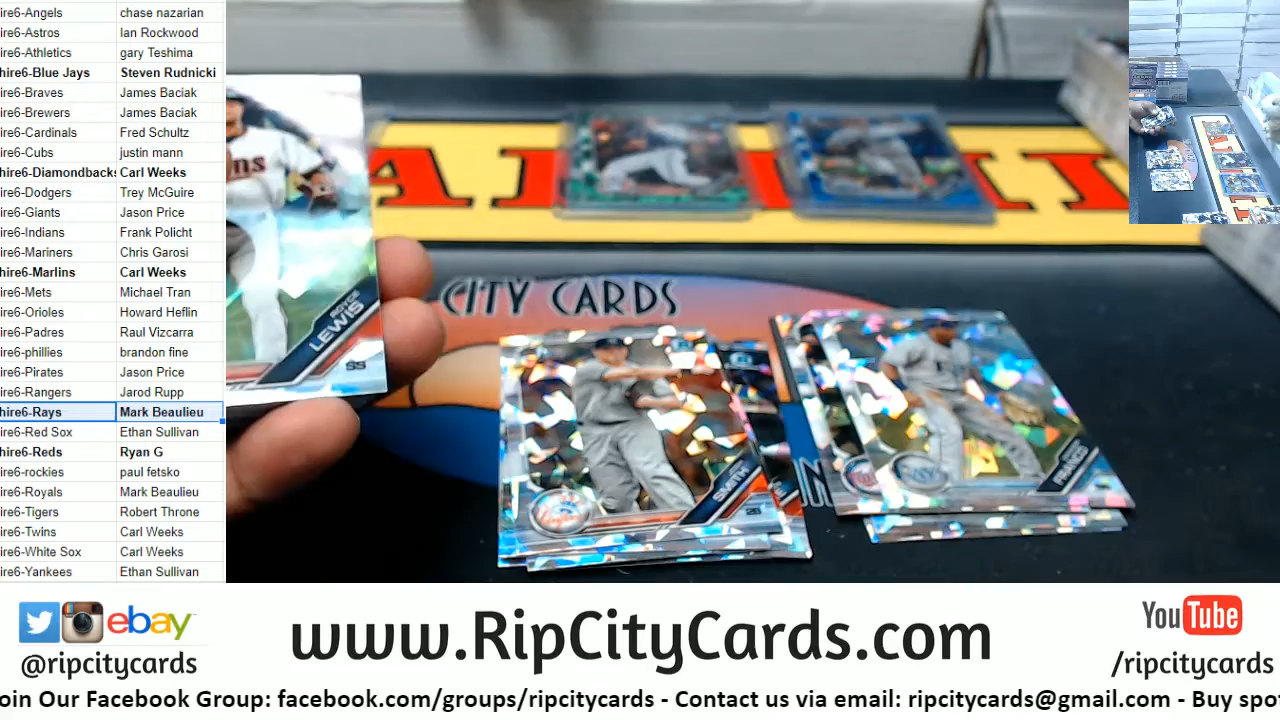 ire6-Angels chase nazarian
ire6-Astros Ian Rockwood
ire6-Athletics gary Teshima
hire6-Blue Jays Steven Rudnicki
ire6-Braves James Baciak
ire6-Brewers James Baciak
ire6-Cardinals Fred Schultz
ire6-Cubs justin mann
hire6-Diamondbacks Carl Weeks
ire6-Dodgers Trey McGuire
ire6-Giants Jason Price
ire6-Indians Frank Policht
ire6-Mariners Chris Garosi
hire6-Marlins Carl Weeks
ire6-Mets Michael Tran
ire6-Orioles Howard Heflin
ire6-Padres Raul Vizcarra
ire6-phillies brandon fine
ire6-Pirates Jason Price
ire6-Rangers Jarod Rupp
hire6-Rays Mark Beaulieu
ire6-Red Sox Ethan Sullivan
hire6-Reds Ryan G
ire6-rockies paul fetsko
ire6-Royals Mark Beaulieu
ire6-Tigers Robert Throne
ire6-Twins Carl Weeks
ire6-White Sox Carl Weeks
ire6-Yankees Ethan Sullivan
CITY CARDS
ROYCE
LEWIS
SS
SMITH
2B
FRANCO
ebay
@ripcitycards
www.RipCityCards.com
YouTube
/ripcitycards
oin Our Facebook Group: facebook.com/groups/ripcitycards - Contact us via email: ripcitycards@gmail.com - Buy spot